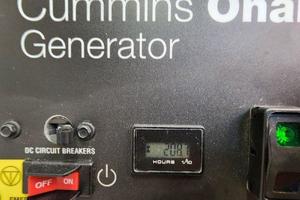 Cummins Onan
Generator
DC CIRCUIT BREAKERS
OFF ON
HOURS 1/10